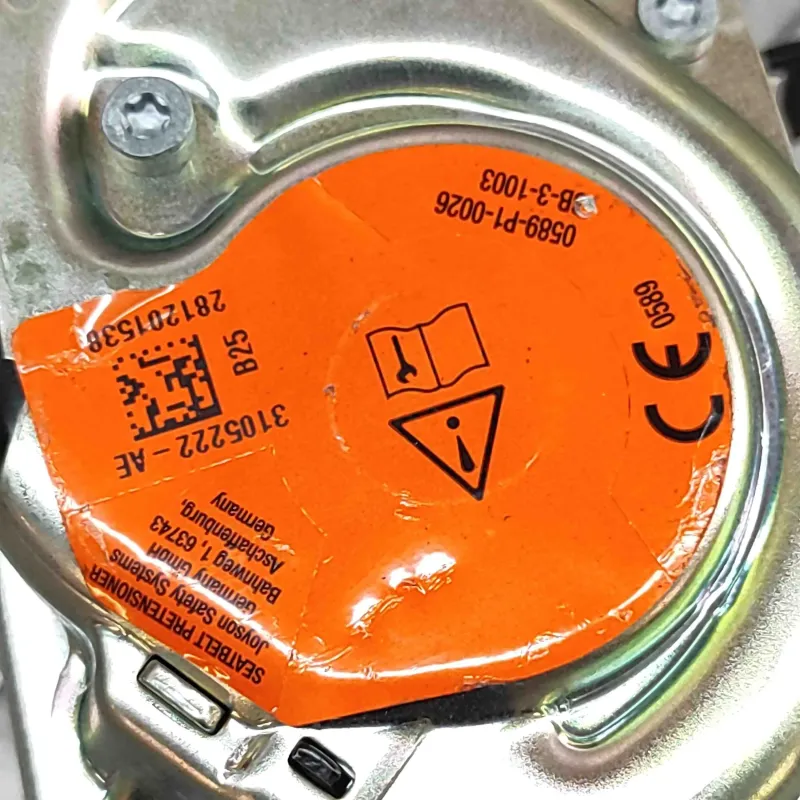 SEATBELT PRETENSIONER
Joyson Safety Systems
Germany GmbH
Bahnweg 1, 63743
Aschaffenburg,
Germany
3105222-AE
B25
281201538
CE
0589
0589-P1-0026
B-3-1003